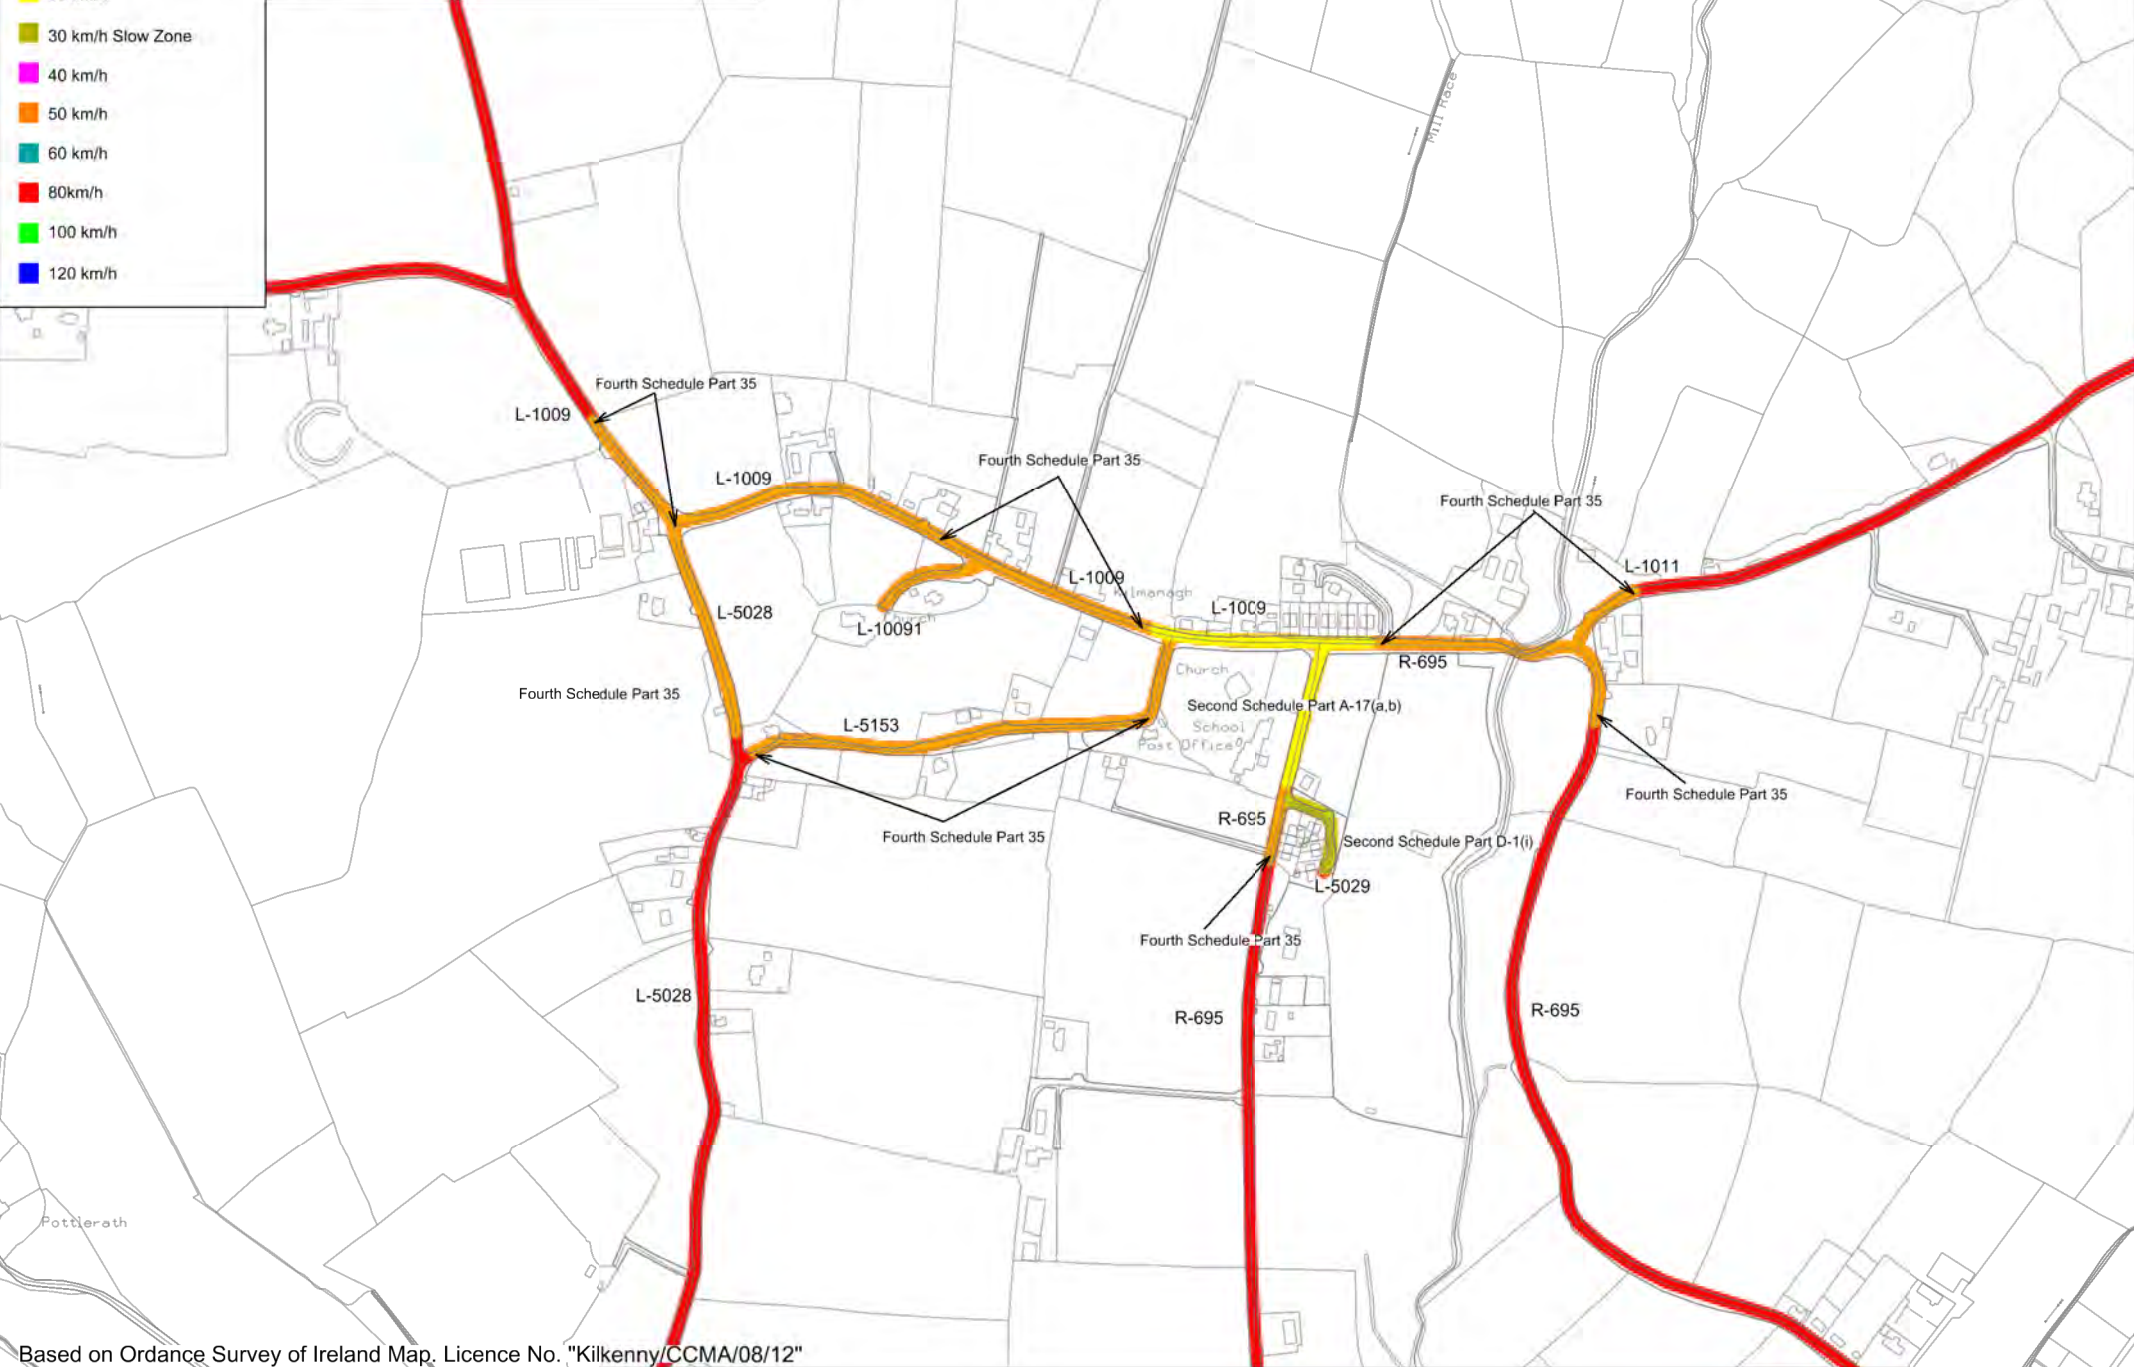 30 km/h Slow Zone
40 km/h
50 km/h
60 km/h
80km/h
100 km/h
120 km/h
Mill Race
Fourth Schedule Part 35
L-1009
Fourth Schedule Part 35
L-1009
Fourth Schedule Part 35
L-1011
L-1009
Kilmanagh
L-1009
L-5028
Church
L-10091
R-695
Church
Fourth Schedule Part 35
Second Schedule Part A-17(a,b)
L-5153
School
Post Office
Fourth Schedule Part 35
R-695
Fourth Schedule Part 35
Second Schedule Part D-1(i)
L-5029
Fourth Schedule Part 35
L-5028
R-695
R-695
Pottlerath
Based on Ordance Survey of Ireland Map. Licence No. "Kilkenny/CCMA/08/12"